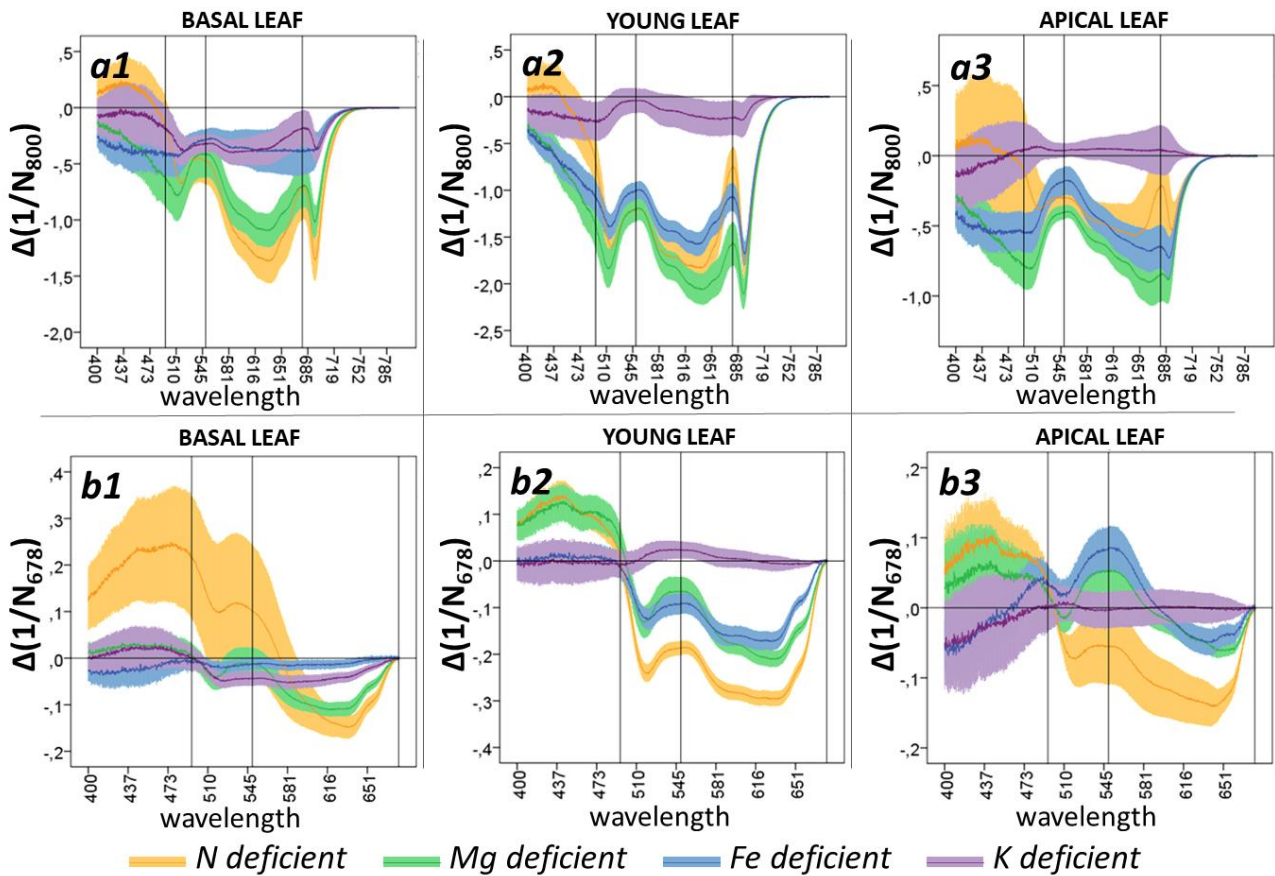 BASAL LEAF
YOUNG LEAF
APICAL LEAF
a1
a2
a3
Δ(1/N800)
,5
,0
-,5
-1,0
-1,5
-2,0
400 437 473 510 545 581 616 651 685 719 752 785
wavelength
Δ(1/N800)
,5
,0
-,5
-1,0
-1,5
-2,0
-2,5
400 437 473 510 545 581 616 651 685 719 752 785
wavelength
Δ(1/N800)
,5
,0
-,5
-1,0
400 437 473 510 545 581 616 651 685 719 752 785
wavelength
BASAL LEAF
YOUNG LEAF
APICAL LEAF
b1
b2
b3
Δ(1/N678)
,4
,3
,2
,1
,0
-,1
-,2
400 437 473 510 545 581 616 651
wavelength
Δ(1/N678)
,2
,1
,0
-,1
-,2
-,3
-,4
400 437 473 510 545 581 616 651
wavelength
Δ(1/N678)
,2
,1
,0
-,1
-,2
400 437 473 510 545 581 616 651
wavelength
N deficient Mg deficient Fe deficient K deficient